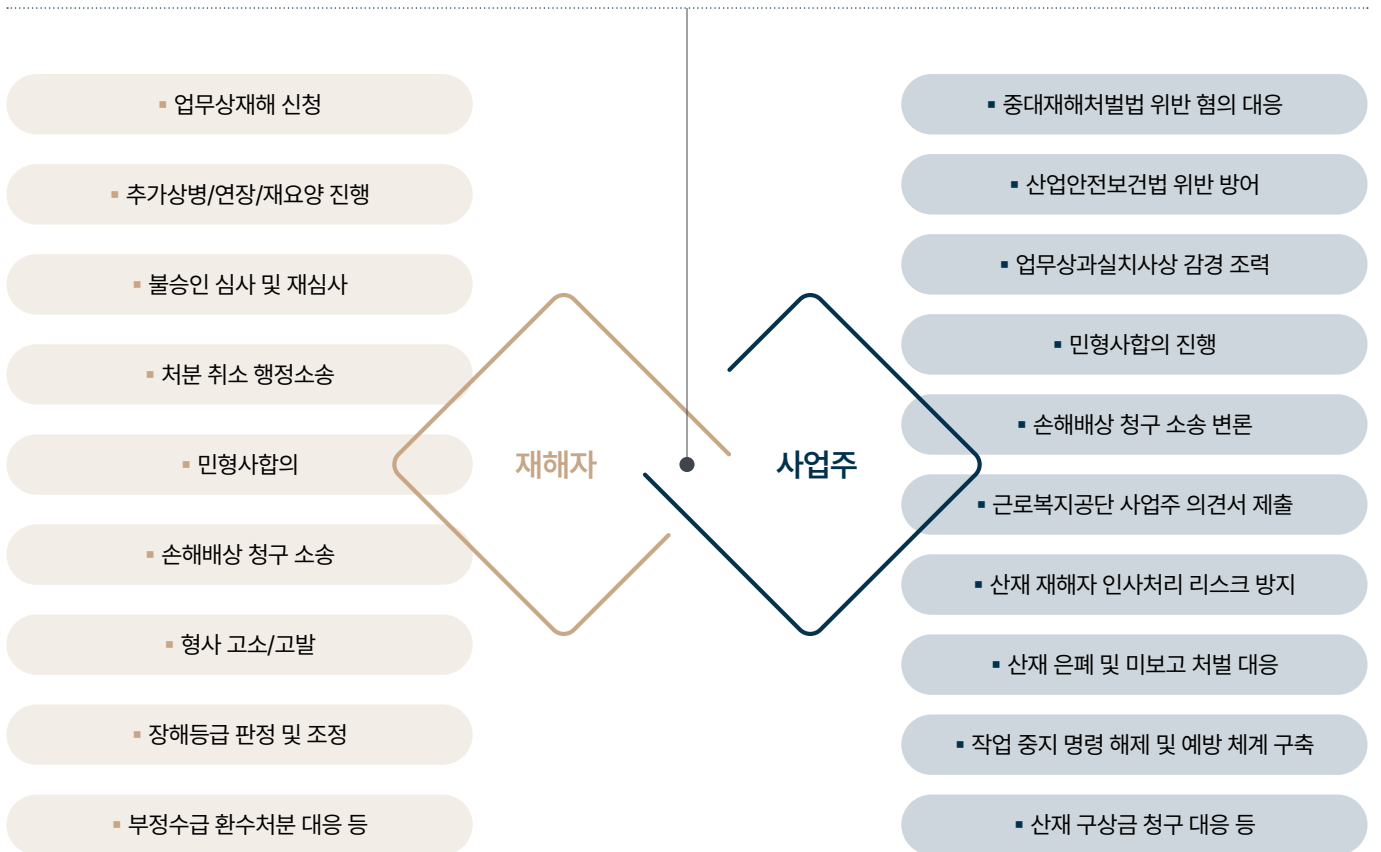 ▪ 업무상재해 신청
▪ 추가상병/연장/재요양 진행
▪ 불승인 심사 및 재심사
▪ 처분 취소 행정소송
▪ 민형사합의
▪ 손해배상 청구 소송
▪ 형사 고소/고발
▪ 장해등급 판정 및 조정
▪ 부정수급 환수처분 대응 등
재해자
사업주
▪ 중대재해처벌법 위반 혐의 대응
▪ 산업안전보건법 위반 방어
▪ 업무상과실치사상 감경 조력
▪ 민형사합의 진행
▪ 손해배상 청구 소송 변론
▪ 근로복지공단 사업주 의견서 제출
▪ 산재 재해자 인사처리 리스크 방지
▪ 산재 은폐 및 미보고 처벌 대응
▪ 작업 중지 명령 해제 및 예방 체계 구축
▪ 산재 구상금 청구 대응 등